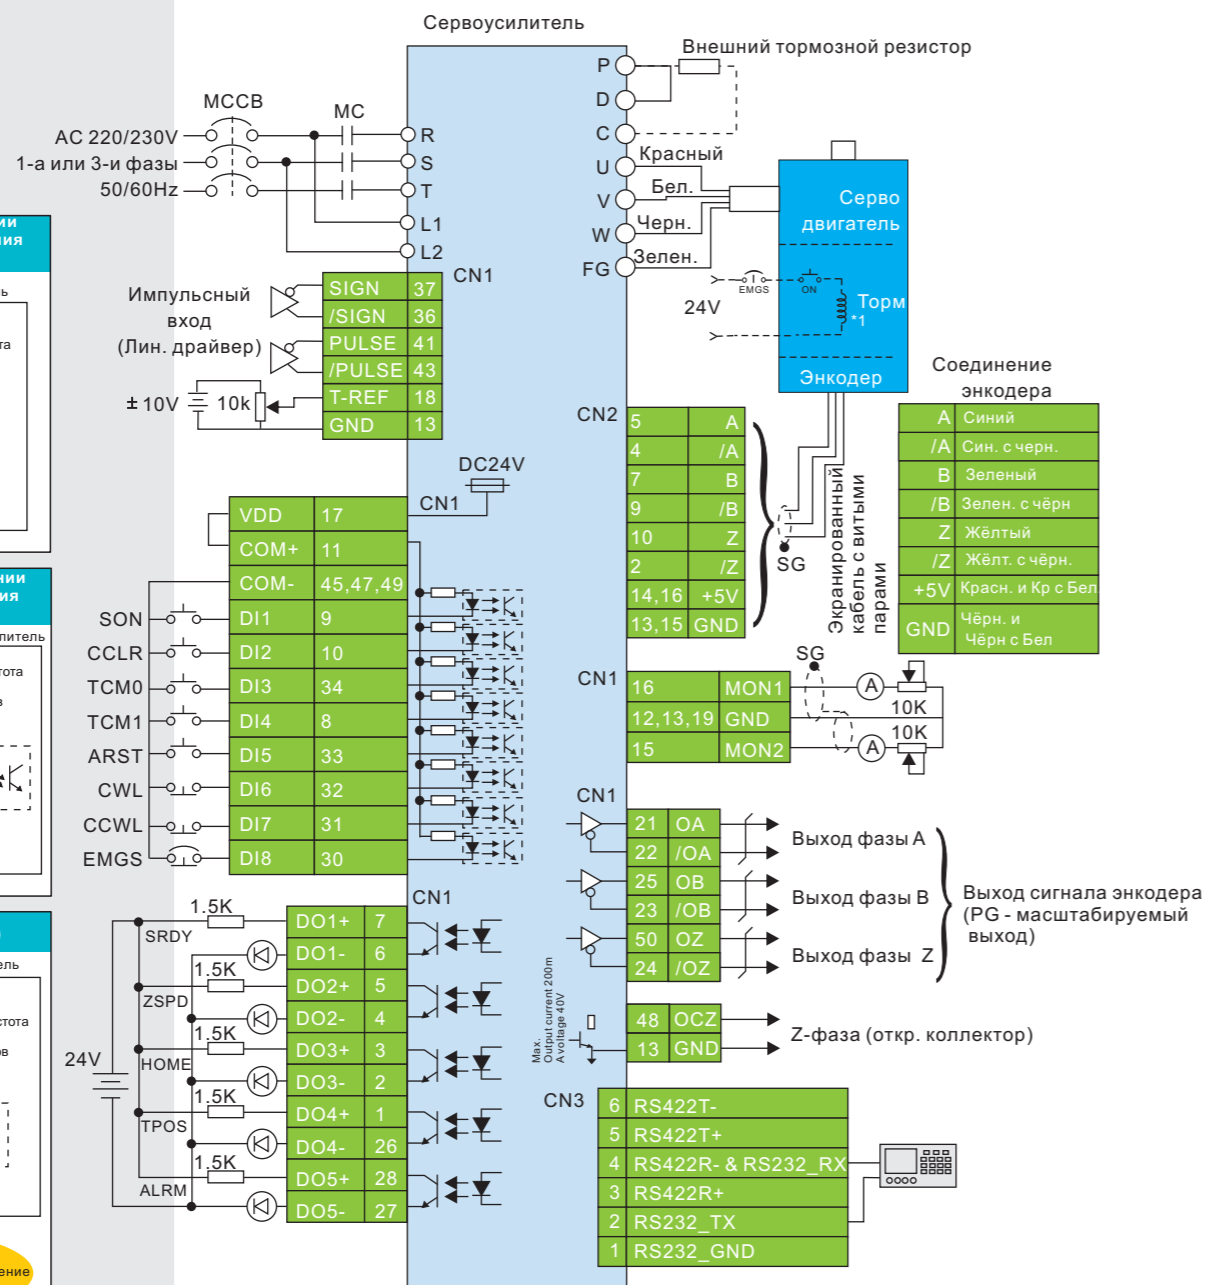 Сервоусилитель
Внешний тормозной резистор
P
D
C
U
V
W
FG
Красный
Бел.
Черн.
Зелен.
MCCB
MC
AC 220/230V
1-а или 3-и фазы
50/60Hz
R
S
T
L1
L2
Серво
двигатель
24V
EMGS
ON
Торм
*1
Энкодер
CN1
Импульсный
вход
(Лин. драйвер)
SIGN 37
/SIGN 36
PULSE 41
/PULSE 43
T-REF 18
GND 13
± 10V
10k
Соединение
энкодера
A Синий
/A Син. с черн.
B Зеленый
/B Зелен. с чёрн
Z Жёлтый
/Z Жёлт. с чёрн.
+5V Красн. и Кр с Бел
GND Чёрн. и
Чёрн с Бел
CN2
5 A
4 /A
7 B
9 /B
10 Z
2 /Z
14,16 +5V
13,15 GND
SG
Экранированный
кабель с витыми
парами
DC24V
CN1
VDD 17
COM+ 11
COM- 45,47,49
SON DI1 9
CCLR DI2 10
TCM0 DI3 34
TCM1 DI4 8
ARST DI5 33
CWL DI6 32
CCWL DI7 31
EMGS DI8 30
CN1
16 MON1
12,13,19 GND
15 MON2
SG
A
10K
10K
A
CN1
21 OA
22 /OA
25 OB
23 /OB
50 OZ
24 /OZ
Выход фазы A
Выход фазы B
Выход фазы Z
Выход сигнала энкодера
(PG - масштабируемый
выход)
48 OCZ
13 GND
Z-фаза (откр. коллектор)
Max.
Output current 200m
A voltage 40V
CN1
24V
1.5K
SRDY
DO1+ 7
DO1- 6
1.5K
ZSPD
DO2+ 5
DO2- 4
1.5K
HOME
DO3+ 3
DO3- 2
1.5K
TPOS
DO4+ 1
DO4- 26
1.5K
ALRM
DO5+ 28
DO5- 27
CN3
6 RS422T-
5 RS422T+
4 RS422R- & RS232_RX
3 RS422R+
2 RS232_TX
1 RS232_GND